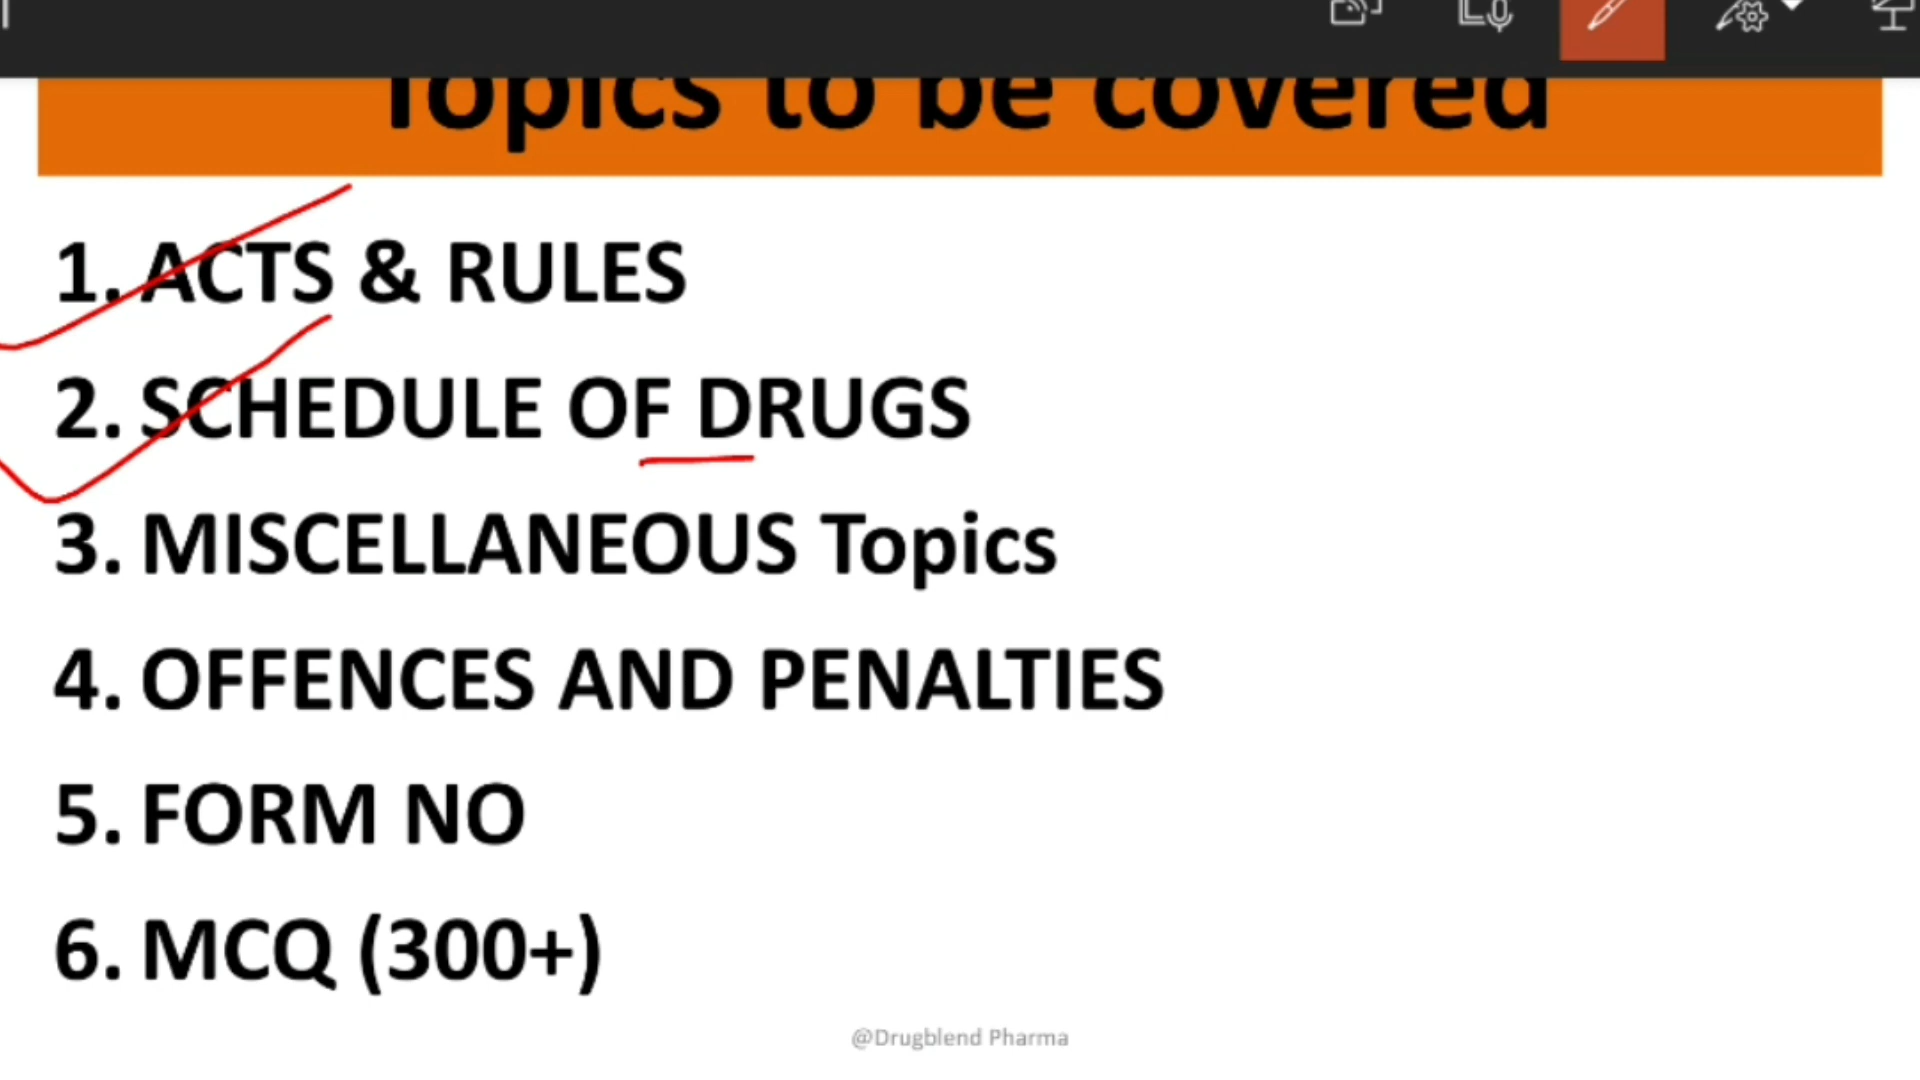 Topics to be covered
1. ACTS & RULES
2. SCHEDULE OF DRUGS
3. MISCELLANEOUS Topics
4. OFFENCES AND PENALTIES
5. FORM NO
6. MCQ (300+)
@Drugblend Pharma